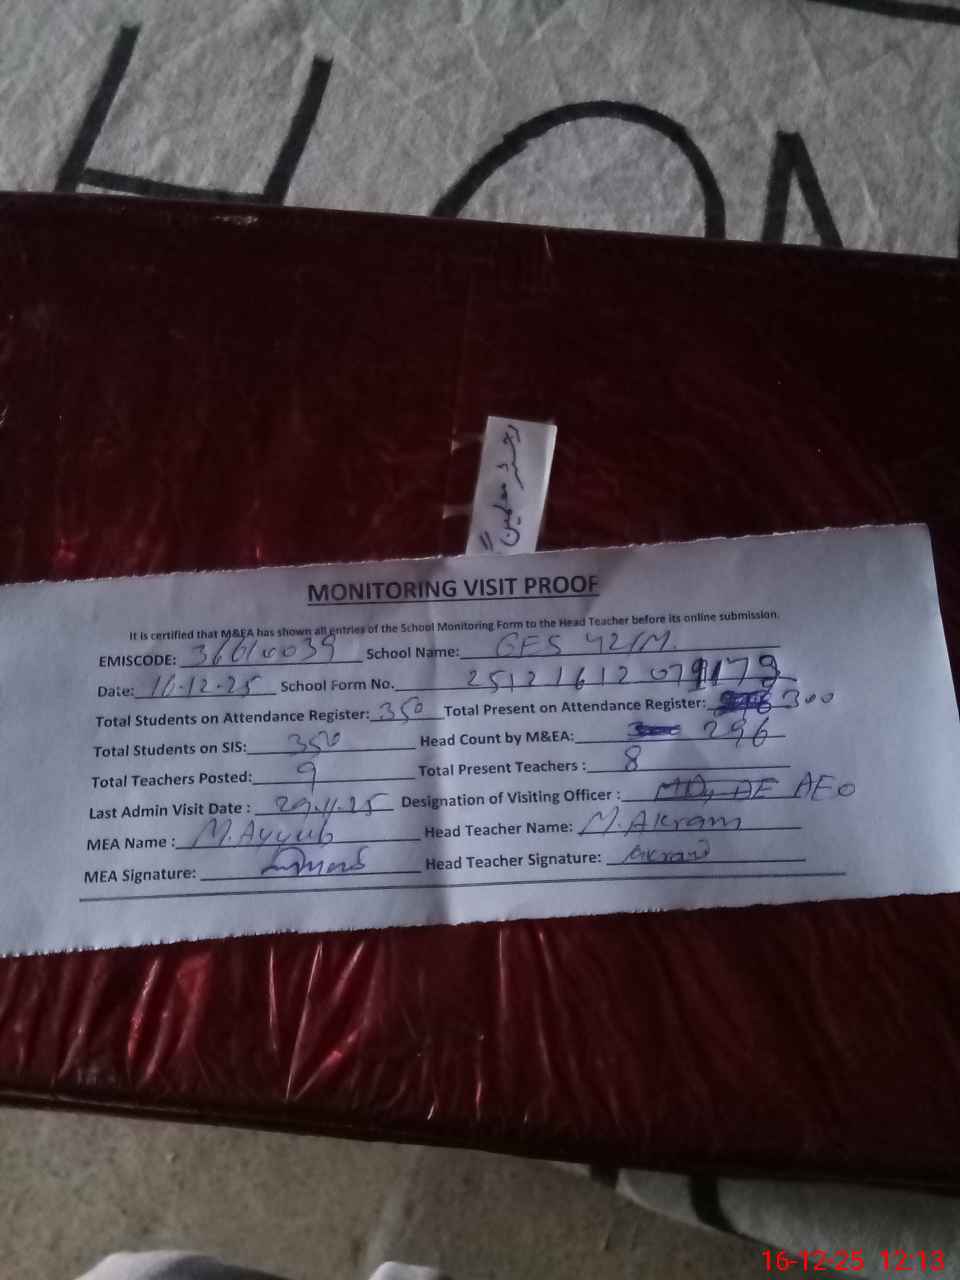 HOM
رجسٹر معلمین
MONITORING VISIT PROOF
It is certified that M&EA has shown all entries of the School Monitoring Form to the Head Teacher before its online submission.
EMISCODE: 36610039 School Name: GES 42/M.
Date: 16-12-25 School Form No. 25121612079179
Total Students on Attendance Register: 350 Total Present on Attendance Register: 300
Total Students on SIS: 350 Head Count by M&EA: 296
Total Teachers Posted: 9 Total Present Teachers : 8
Last Admin Visit Date : 29.11.25 Designation of Visiting Officer : AEO
MEA Name : M.Ayyub Head Teacher Name: M.Akram
MEA Signature: Head Teacher Signature: Akram
16-12-25 12:13